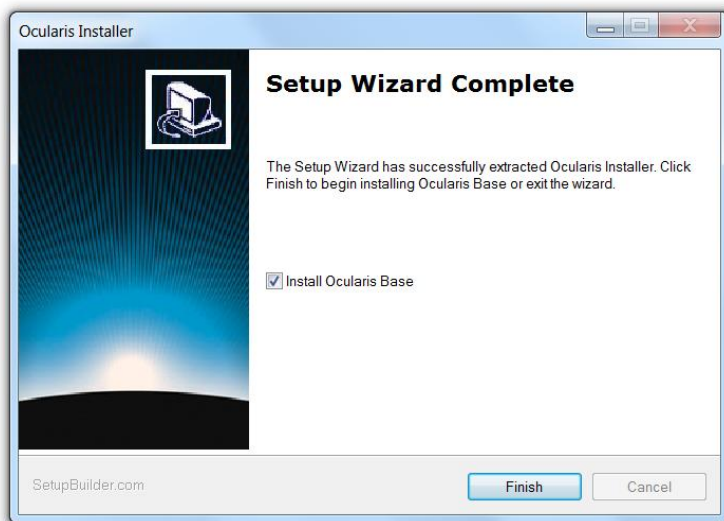 Ocularis Installer
Setup Wizard Complete
The Setup Wizard has successfully extracted Ocularis Installer. Click
Finish to begin installing Ocularis Base or exit the wizard.
Install Ocularis Base
SetupBuilder.com
Finish
Cancel